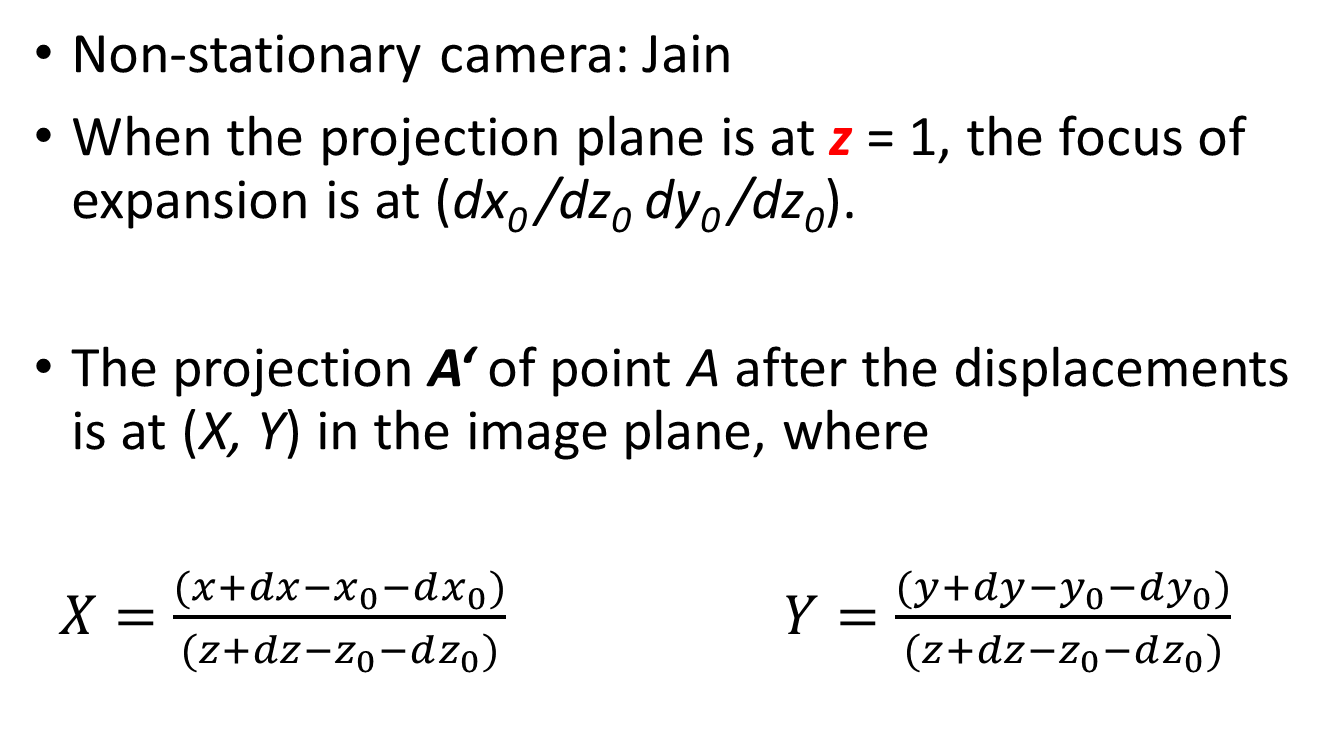 • Non-stationary camera: Jain
• When the projection plane is at z = 1, the focus of
expansion is at (dx₀/dz₀ dy₀/dz₀).
• The projection A‘ of point A after the displacements
is at (X, Y) in the image plane, where
X = (x+dx−x₀−dx₀) / (z+dz−z₀−dz₀)
Y = (y+dy−y₀−dy₀) / (z+dz−z₀−dz₀)